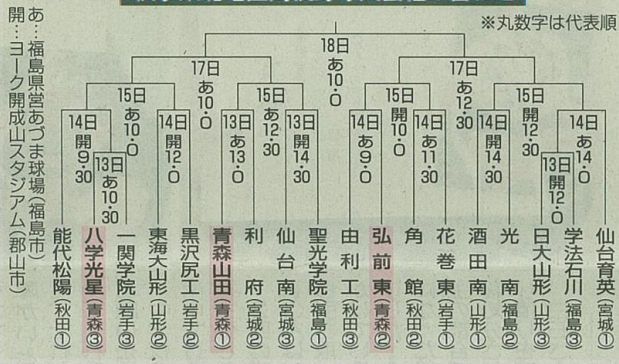 ※丸数字は代表順
あ…福島県営あづま球場（福島市）
開…ヨーク開成山スタジアム（郡山市）
18日 あ10・0
17日 あ10・0
17日 あ12・30
15日 あ10・0
15日 あ12・30
15日 開10・0
15日 開12・30
14日 開9・30
14日 開12・0
13日 あ13・0
13日 開14・30
14日 あ9・0
14日 あ11・30
14日 開14・30
14日 あ14・0
13日 あ10・30
13日 開12・0
能代松陽（秋田①）
八学光星（青森③）
一関学院（岩手③）
東海大山形（山形②）
黒沢尻工（岩手②）
青森山田（青森①）
利府（宮城②）
仙台南（宮城③）
聖光学院（福島①）
由利工（秋田③）
弘前東（青森②）
角館（秋田②）
花巻東（岩手①）
酒田南（山形①）
光南（福島②）
日大山形（山形③）
学法石川（福島③）
仙台育英（宮城①）